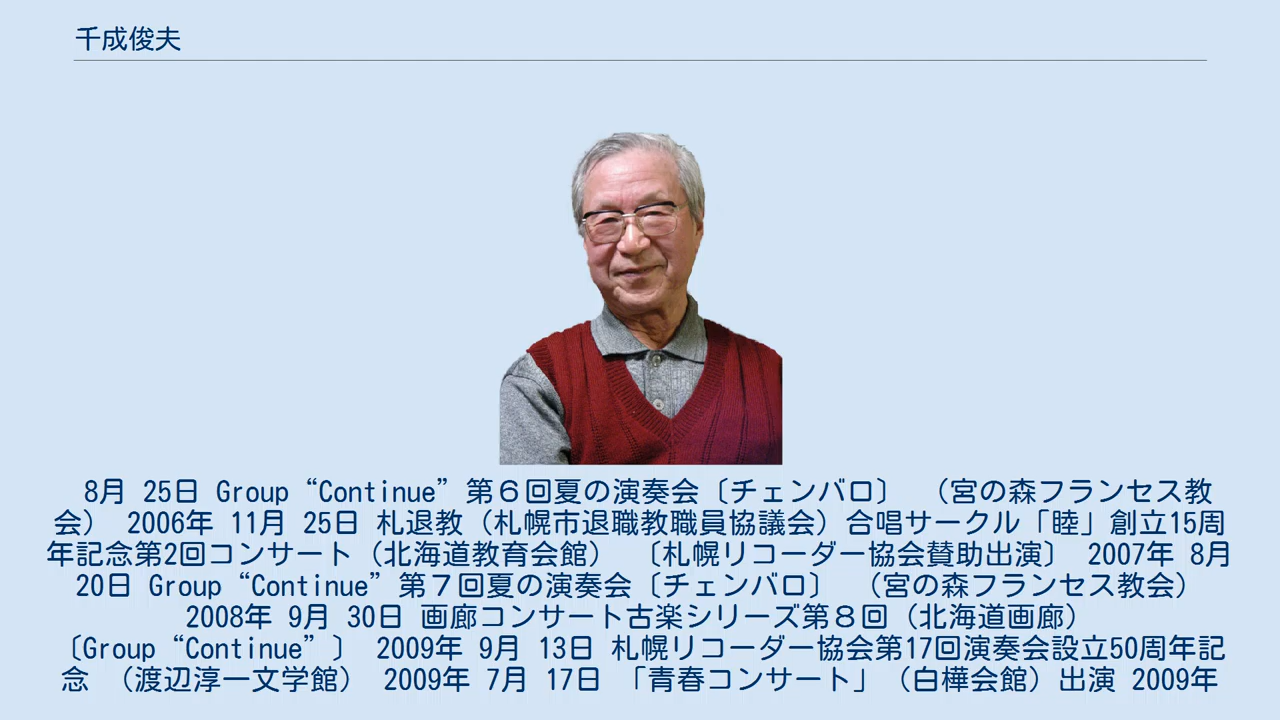 千成俊夫
8月 25日 Group “Continue” 第６回夏の演奏会〔チェンバロ〕 （宮の森フランセス教
会） 2006年 11月 25日 札退教（札幌市退職教職員協議会）合唱サークル「睦」創立15周
年記念第2回コンサート（北海道教育会館） 〔札幌リコーダー協会賛助出演〕 2007年 8月
20日 Group “Continue” 第７回夏の演奏会〔チェンバロ〕 （宮の森フランセス教会）
2008年 9月 30日 画廊コンサート古楽シリーズ第８回（北海道画廊）
〔Group “Continue”〕 2009年 9月 13日 札幌リコーダー協会第17回演奏会設立50周年記
念 （渡辺淳一文学館） 2009年 7月 17日 「青春コンサート」（白樺会館）出演 2009年